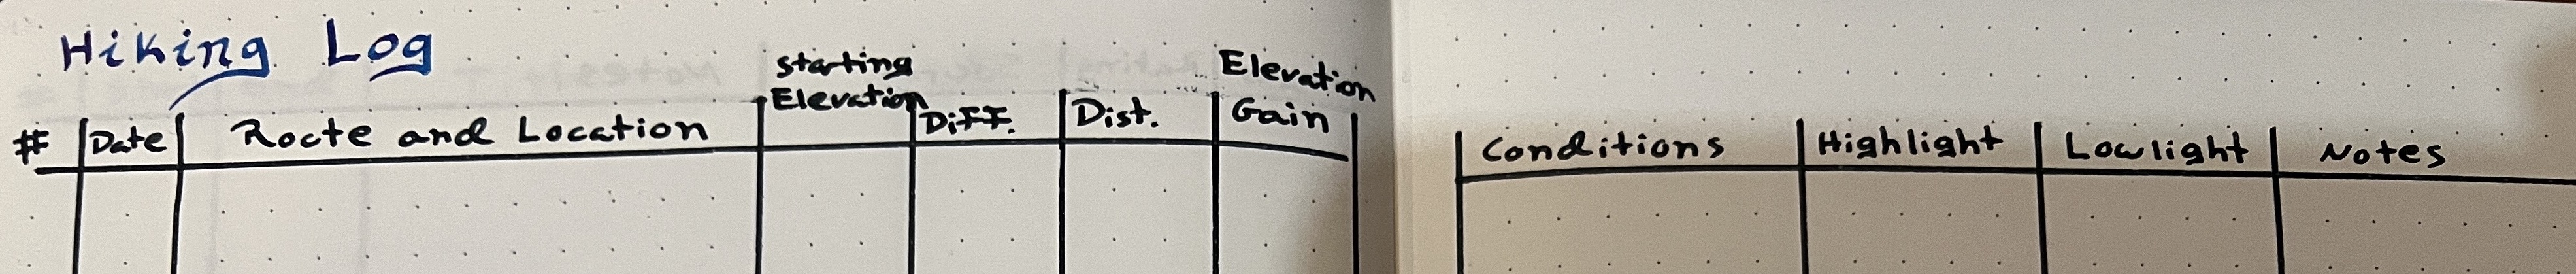 Hiking Log
# Date Rocte and Location Starting Elevation Diff. Dist. Elevation Gain
Conditions Highlight Lowlight Notes